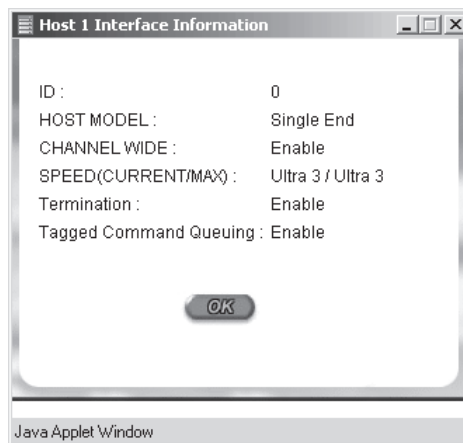 Host 1 Interface Information
ID : 0
HOST MODEL : Single End
CHANNEL WIDE : Enable
SPEED(CURRENT/MAX) : Ultra 3 / Ultra 3
Termination : Enable
Tagged Command Queuing : Enable
OK
Java Applet Window